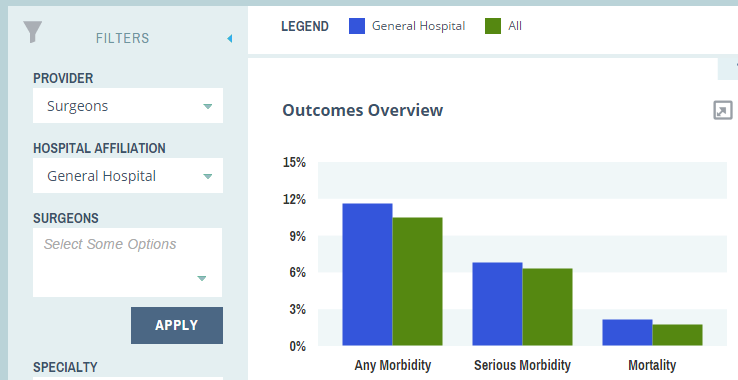 FILTERS
PROVIDER
Surgeons
HOSPITAL AFFILIATION
General Hospital
SURGEONS
Select Some Options
APPLY
SPECIALTY
LEGEND General Hospital All
Outcomes Overview
15%
12%
9%
6%
3%
0%
Any Morbidity Serious Morbidity Mortality